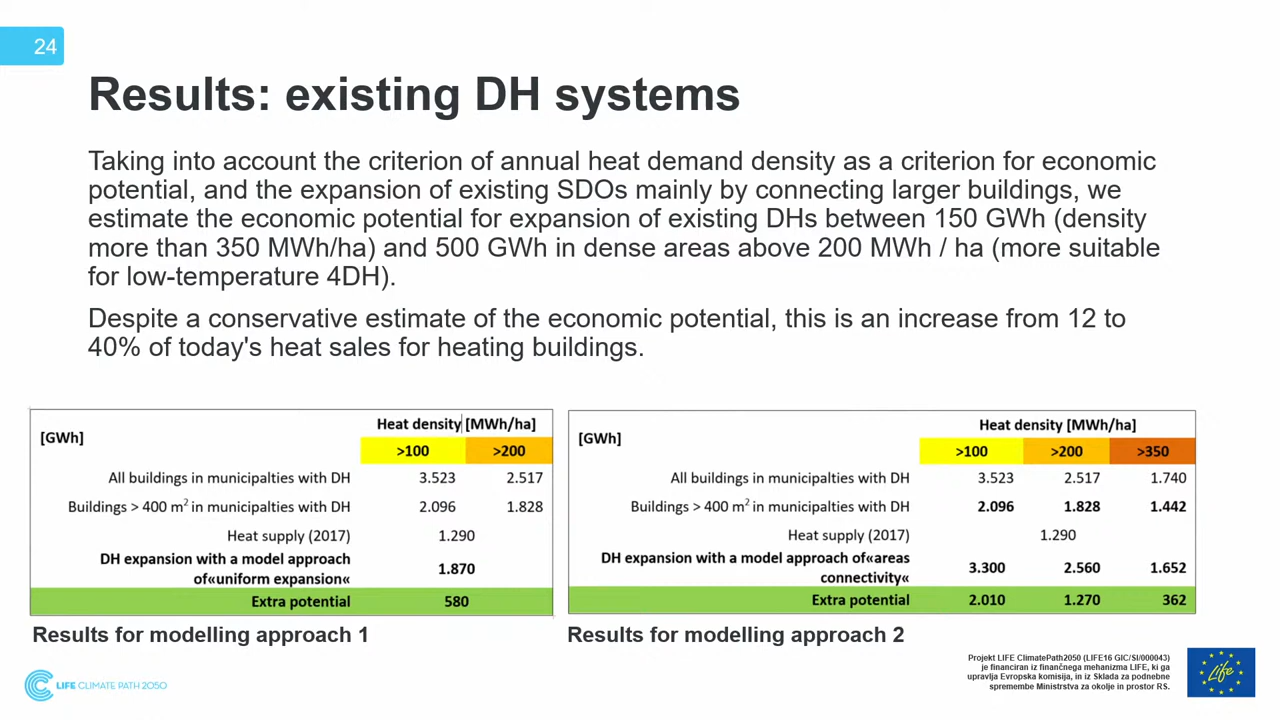 24
Results: existing DH systems
Taking into account the criterion of annual heat demand density as a criterion for economic
potential, and the expansion of existing SDOs mainly by connecting larger buildings, we
estimate the economic potential for expansion of existing DHs between 150 GWh (density
more than 350 MWh/ha) and 500 GWh in dense areas above 200 MWh / ha (more suitable
for low-temperature 4DH).
Despite a conservative estimate of the economic potential, this is an increase from 12 to
40% of today's heat sales for heating buildings.
[GWh] Heat density [MWh/ha]
>100 >200
All buildings in municipalties with DH 3.523 2.517
Buildings > 400 m² in municipalties with DH 2.096 1.828
Heat supply (2017) 1.290
DH expansion with a model approach
of«uniform expansion« 1.870
Extra potential 580
Results for modelling approach 1
[GWh] Heat density [MWh/ha]
>100 >200 >350
All buildings in municipalties with DH 3.523 2.517 1.740
Buildings > 400 m² in municipalties with DH 2.096 1.828 1.442
Heat supply (2017) 1.290
DH expansion with a model approach of«areas
connectivity« 3.300 2.560 1.652
Extra potential 2.010 1.270 362
Results for modelling approach 2
LIFE CLIMATE PATH 2050
Projekt LIFE ClimatePath2050 (LIFE16 GIC/SI/000043)
je financiran iz finančnega mehanizma LIFE, ki ga
upravlja Evropska komisija, in iz Sklada za podnebne
spremembe Ministrstva za okolje in prostor RS.
Life